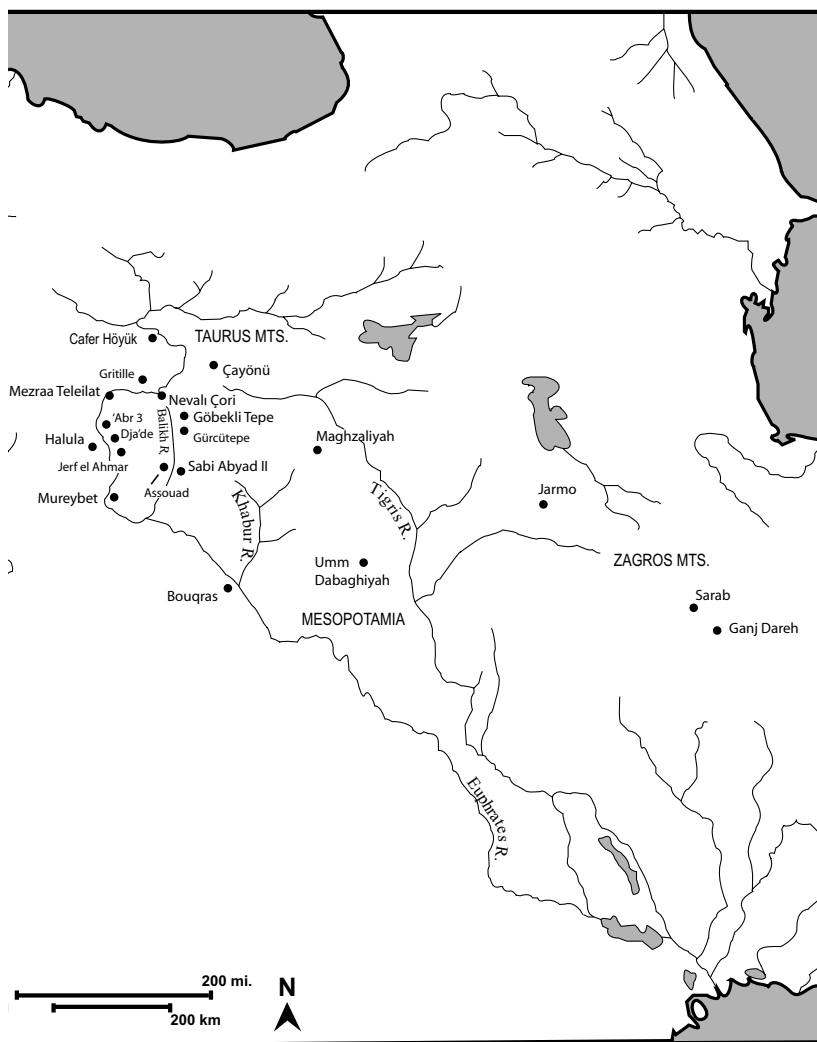 TAURUS MTS.
Cafer Höyük
Çayönü
Gritille
Mezraa Teleilat
Nevalı Çori
Göbekli Tepe
'Abr 3
Balikh R.
Gürcütepe
Dja'de
Halula
Maghzaliyah
Jerf el Ahmar
Sabi Abyad II
Assouad
Mureybet
Khabur R.
Tigris R.
Jarmo
Umm
Dabaghiyah
ZAGROS MTS.
Bouqras
Sarab
MESOPOTAMIA
Ganj Dareh
Euphrates R.
200 mi.
N
200 km